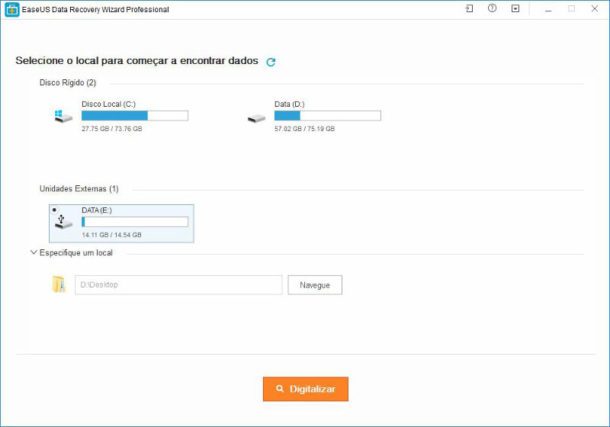 EaseUS Data Recovery Wizard Professional
Selecione o local para começar a encontrar dados
Disco Rígido (2)
Disco Local (C:)
27.75 GB / 73.76 GB
Data (D:)
57.02 GB / 75.19 GB
Unidades Externas (1)
DATA (E:)
14.11 GB / 14.54 GB
Especifique um local
D:\Desktop
Navegue
Digitalizar